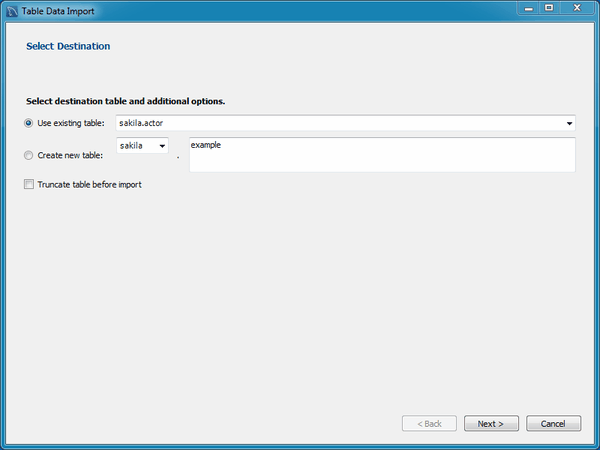 Table Data Import
Select Destination
Select destination table and additional options.
Use existing table: sakila.actor
Create new table: sakila . example
Truncate table before import
< Back Next > Cancel